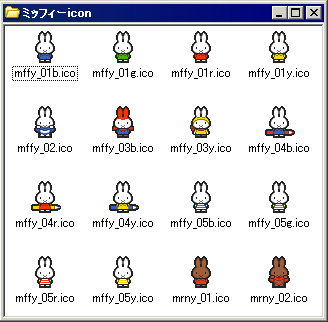 ミッフィーicon
mffy_01b.ico mffy_01g.ico mffy_01r.ico mffy_01y.ico
mffy_02.ico mffy_03b.ico mffy_03y.ico mffy_04b.ico
mffy_04r.ico mffy_04y.ico mffy_05b.ico mffy_05g.ico
mffy_05r.ico mffy_05y.ico mrny_01.ico mrny_02.ico